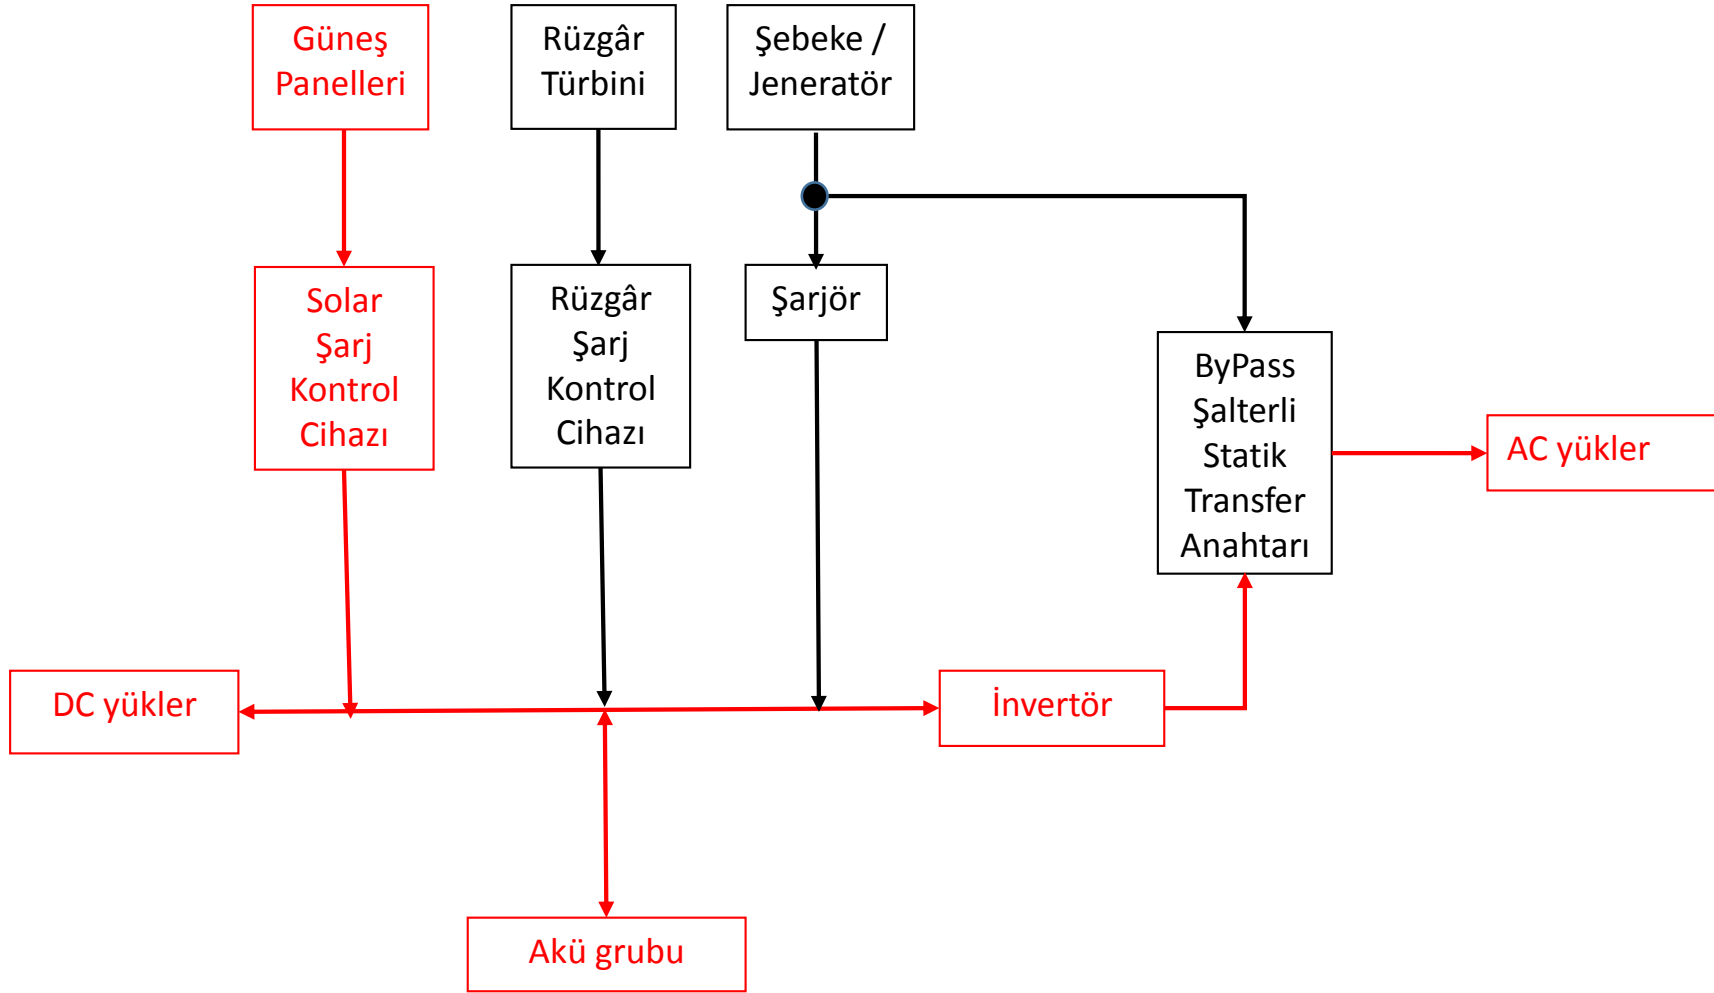 Güneş
Panelleri
Rüzgâr
Türbini
Şebeke /
Jeneratör
Solar
Şarj
Kontrol
Cihazı
Rüzgâr
Şarj
Kontrol
Cihazı
Şarjör
ByPass
Şalterli
Statik
Transfer
Anahtarı
AC yükler
DC yükler
İnvertör
Akü grubu